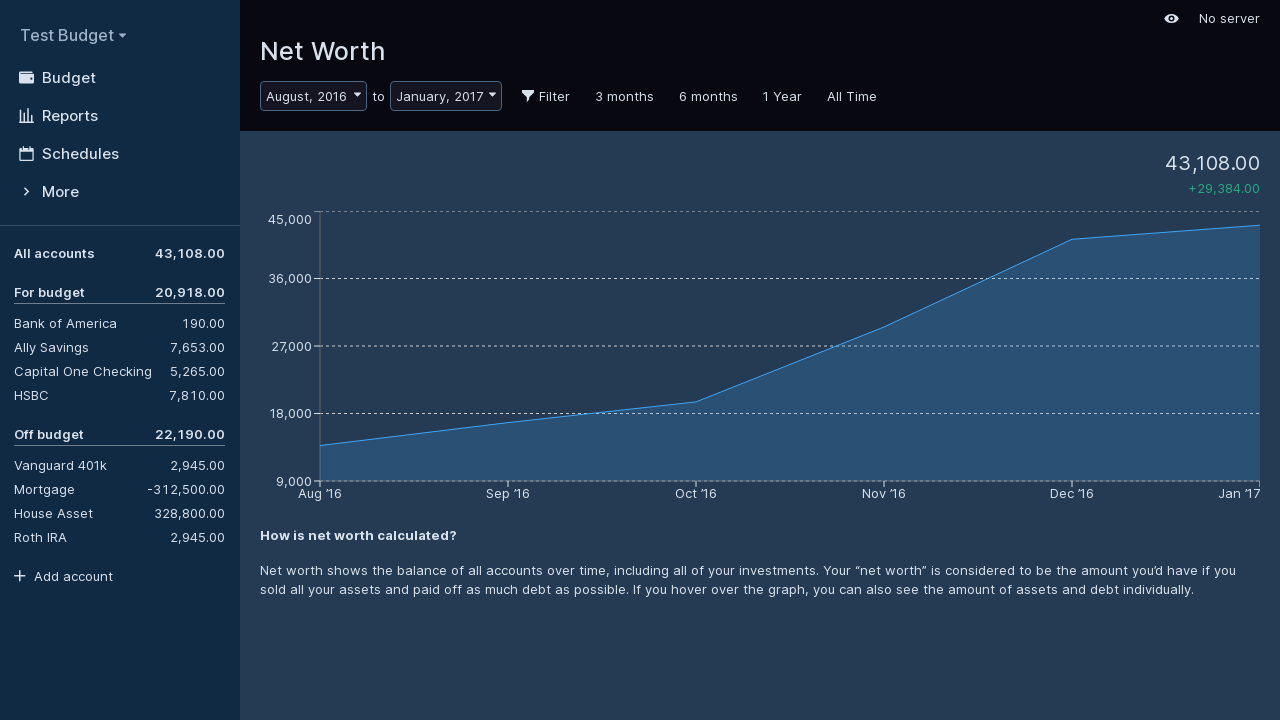 Test Budget
Budget
Reports
Schedules
More
All accounts 43,108.00
For budget 20,918.00
Bank of America 190.00
Ally Savings 7,653.00
Capital One Checking 5,265.00
HSBC 7,810.00
Off budget 22,190.00
Vanguard 401k 2,945.00
Mortgage -312,500.00
House Asset 328,800.00
Roth IRA 2,945.00
Add account
No server
Net Worth
August, 2016 to January, 2017 Filter 3 months 6 months 1 Year All Time
43,108.00
+29,384.00
45,000
36,000
27,000
18,000
9,000
Aug '16 Sep '16 Oct '16 Nov '16 Dec '16 Jan '17
How is net worth calculated?
Net worth shows the balance of all accounts over time, including all of your investments. Your “net worth” is considered to be the amount you’d have if you
sold all your assets and paid off as much debt as possible. If you hover over the graph, you can also see the amount of assets and debt individually.